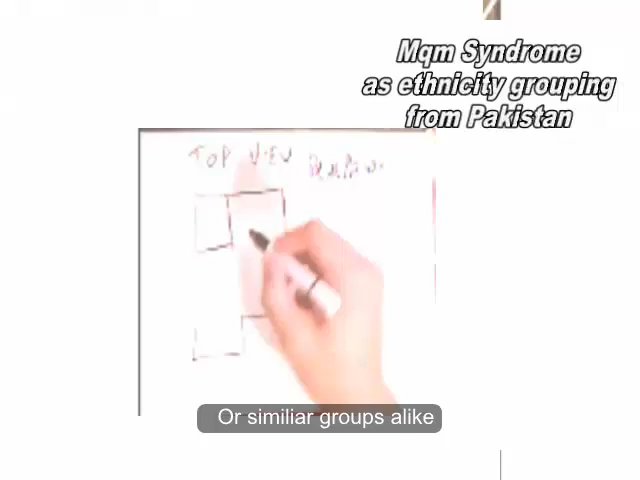 Mqm Syndrome
as ethnicity grouping
from Pakistan
TOP VIEW
Or similiar groups alike